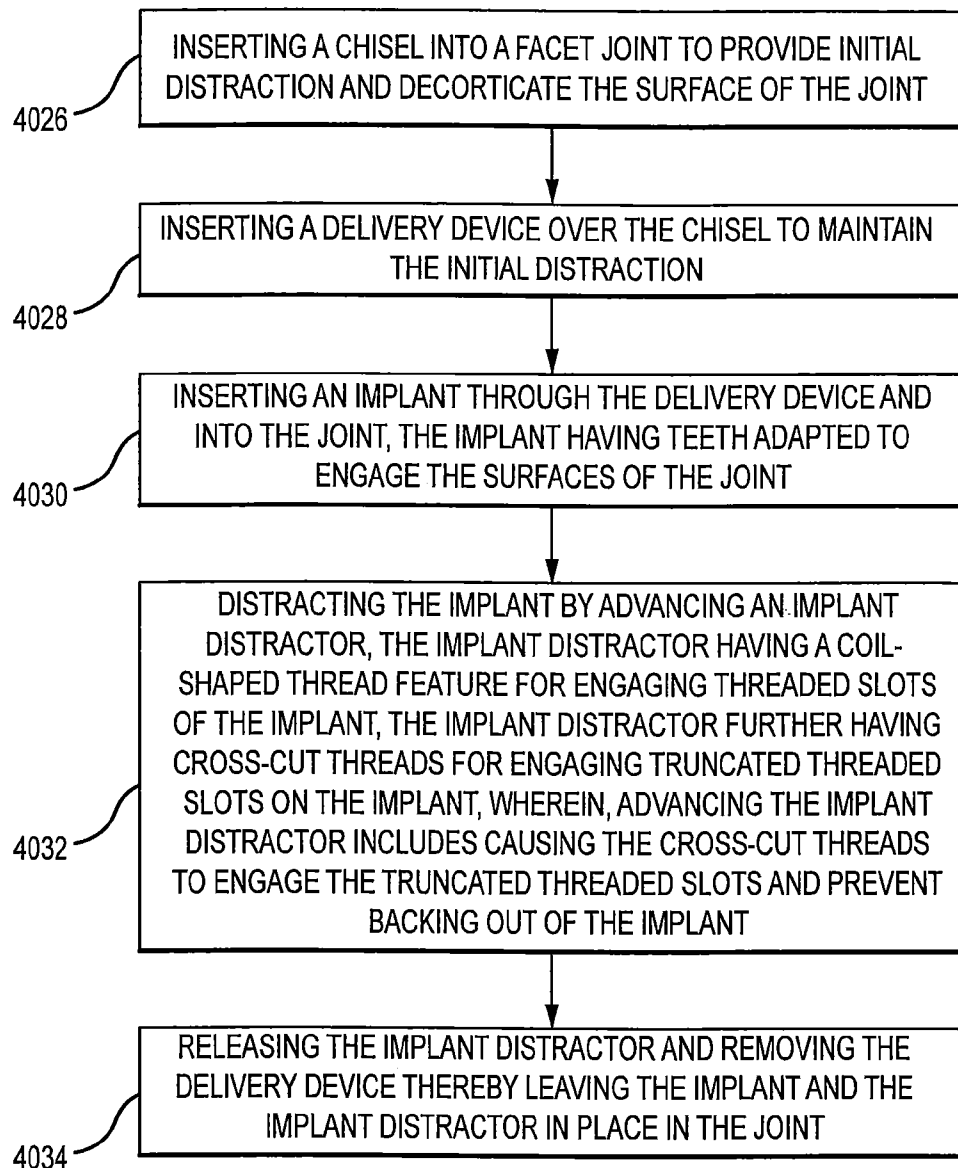 INSERTING A CHISEL INTO A FACET JOINT TO PROVIDE INITIAL
DISTRACTION AND DECORTICATE THE SURFACE OF THE JOINT
4026
INSERTING A DELIVERY DEVICE OVER THE CHISEL TO MAINTAIN
THE INITIAL DISTRACTION
4028
INSERTING AN IMPLANT THROUGH THE DELIVERY DEVICE AND
INTO THE JOINT, THE IMPLANT HAVING TEETH ADAPTED TO
ENGAGE THE SURFACES OF THE JOINT
4030
DISTRACTING THE IMPLANT BY ADVANCING AN IMPLANT
DISTRACTOR, THE IMPLANT DISTRACTOR HAVING A COIL-
SHAPED THREAD FEATURE FOR ENGAGING THREADED SLOTS
OF THE IMPLANT, THE IMPLANT DISTRACTOR FURTHER HAVING
CROSS-CUT THREADS FOR ENGAGING TRUNCATED THREADED
SLOTS ON THE IMPLANT, WHEREIN, ADVANCING THE IMPLANT
DISTRACTOR INCLUDES CAUSING THE CROSS-CUT THREADS
TO ENGAGE THE TRUNCATED THREADED SLOTS AND PREVENT
BACKING OUT OF THE IMPLANT
4032
RELEASING THE IMPLANT DISTRACTOR AND REMOVING THE
DELIVERY DEVICE THEREBY LEAVING THE IMPLANT AND THE
IMPLANT DISTRACTOR IN PLACE IN THE JOINT
4034